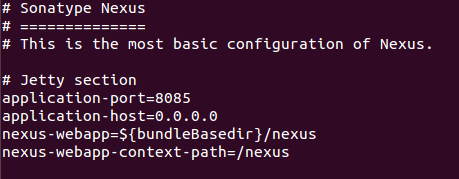 # Sonatype Nexus
# ==============
# This is the most basic configuration of Nexus.
# Jetty section
application-port=8085
application-host=0.0.0.0
nexus-webapp=${bundleBasedir}/nexus
nexus-webapp-context-path=/nexus